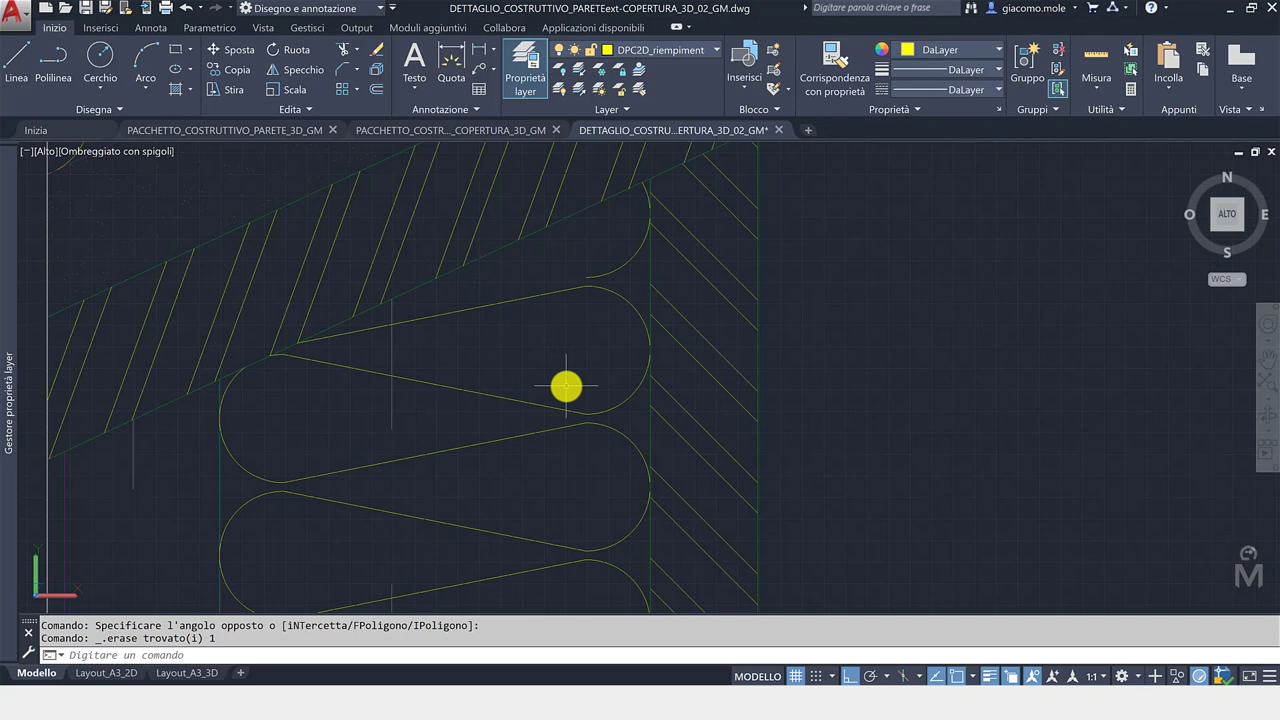 Disegno e annotazione
DETTAGLIO_COSTRUTTIVO_PARETEext-COPERTURA_3D_02_GM.dwg
Digitare parola chiave o frase
giacomo.mole
Inizio
Inserisci
Annota
Parametrico
Vista
Gestisci
Output
Moduli aggiuntivi
Collabora
Applicazioni disponibili
Linea
Polilinea
Cerchio
Arco
Sposta
Ruota
Copia
Specchio
Stira
Scala
Testo
Quota
Proprietà
layer
DPC2D_riempiment
Inserisci
Corrispondenza
con proprietà
DaLayer
DaLayer
DaLayer
Gruppo
Misura
Incolla
Base
Disegna
Edita
Annotazione
Layer
Blocco
Proprietà
Gruppi
Utilità
Appunti
Vista
Inizia
PACCHETTO_COSTRUTTIVO_PARETE_3D_GM
PACCHETTO_COSTR..._COPERTURA_3D_GM
DETTAGLIO_COSTRU...ERTURA_3D_02_GM*
[−][Alto][Ombreggiato con spigoli]
N
O
ALTO
E
S
WCS
Gestore proprietà layer
Y
X
M
Comando: Specificare l'angolo opposto o [iNTercetta/FPoligono/IPoligono]:
Comando: _.erase trovato(i) 1
Digitare un comando
Modello
Layout_A3_2D
Layout_A3_3D
MODELLO
1:1